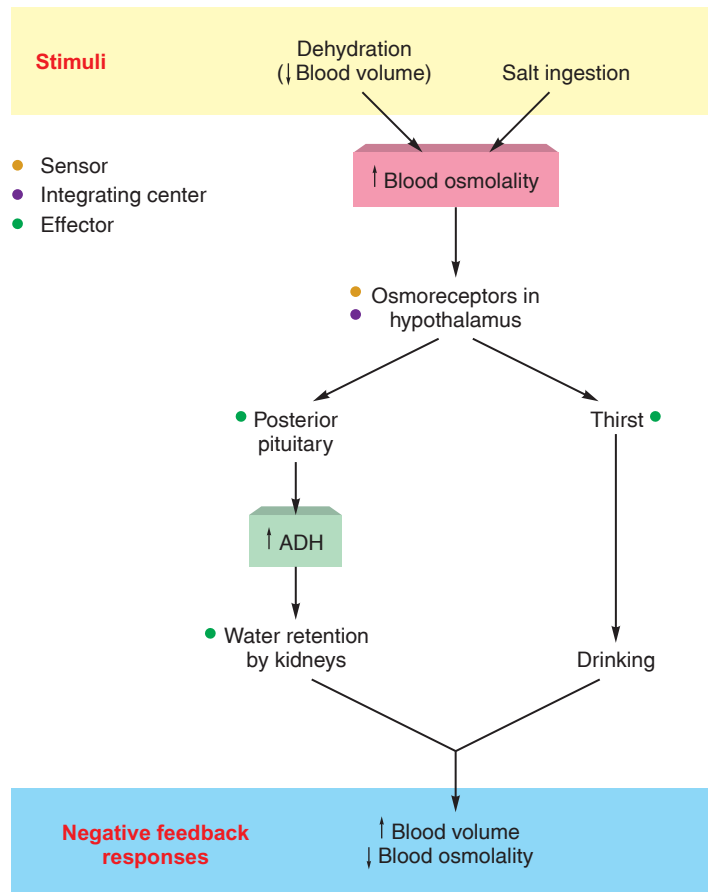 Stimuli
Dehydration
(↓ Blood volume)
Salt ingestion
Sensor
Integrating center
Effector
↑ Blood osmolality
Osmoreceptors in
hypothalamus
Posterior
pituitary
Thirst
↑ ADH
Water retention
by kidneys
Drinking
Negative feedback
responses
↑ Blood volume
↓ Blood osmolality